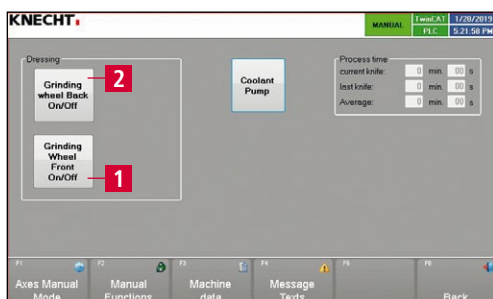 KNECHT
MANUAL
TwinCAT 1/28/2019
PLC 5:21:58 PM
Dressing
Grinding
wheel Back
On/Off
2
Grinding
Wheel
Front
On/Off
1
Coolant
Pump
Process time
current knife: 0 min. 00 s
last knife: 0 min. 00 s
Average: 0 min. 00 s
F1
Axes Manual
Mode
F2
Manual
Functions
F3
Machine
data
F4
Message
Texts
Back